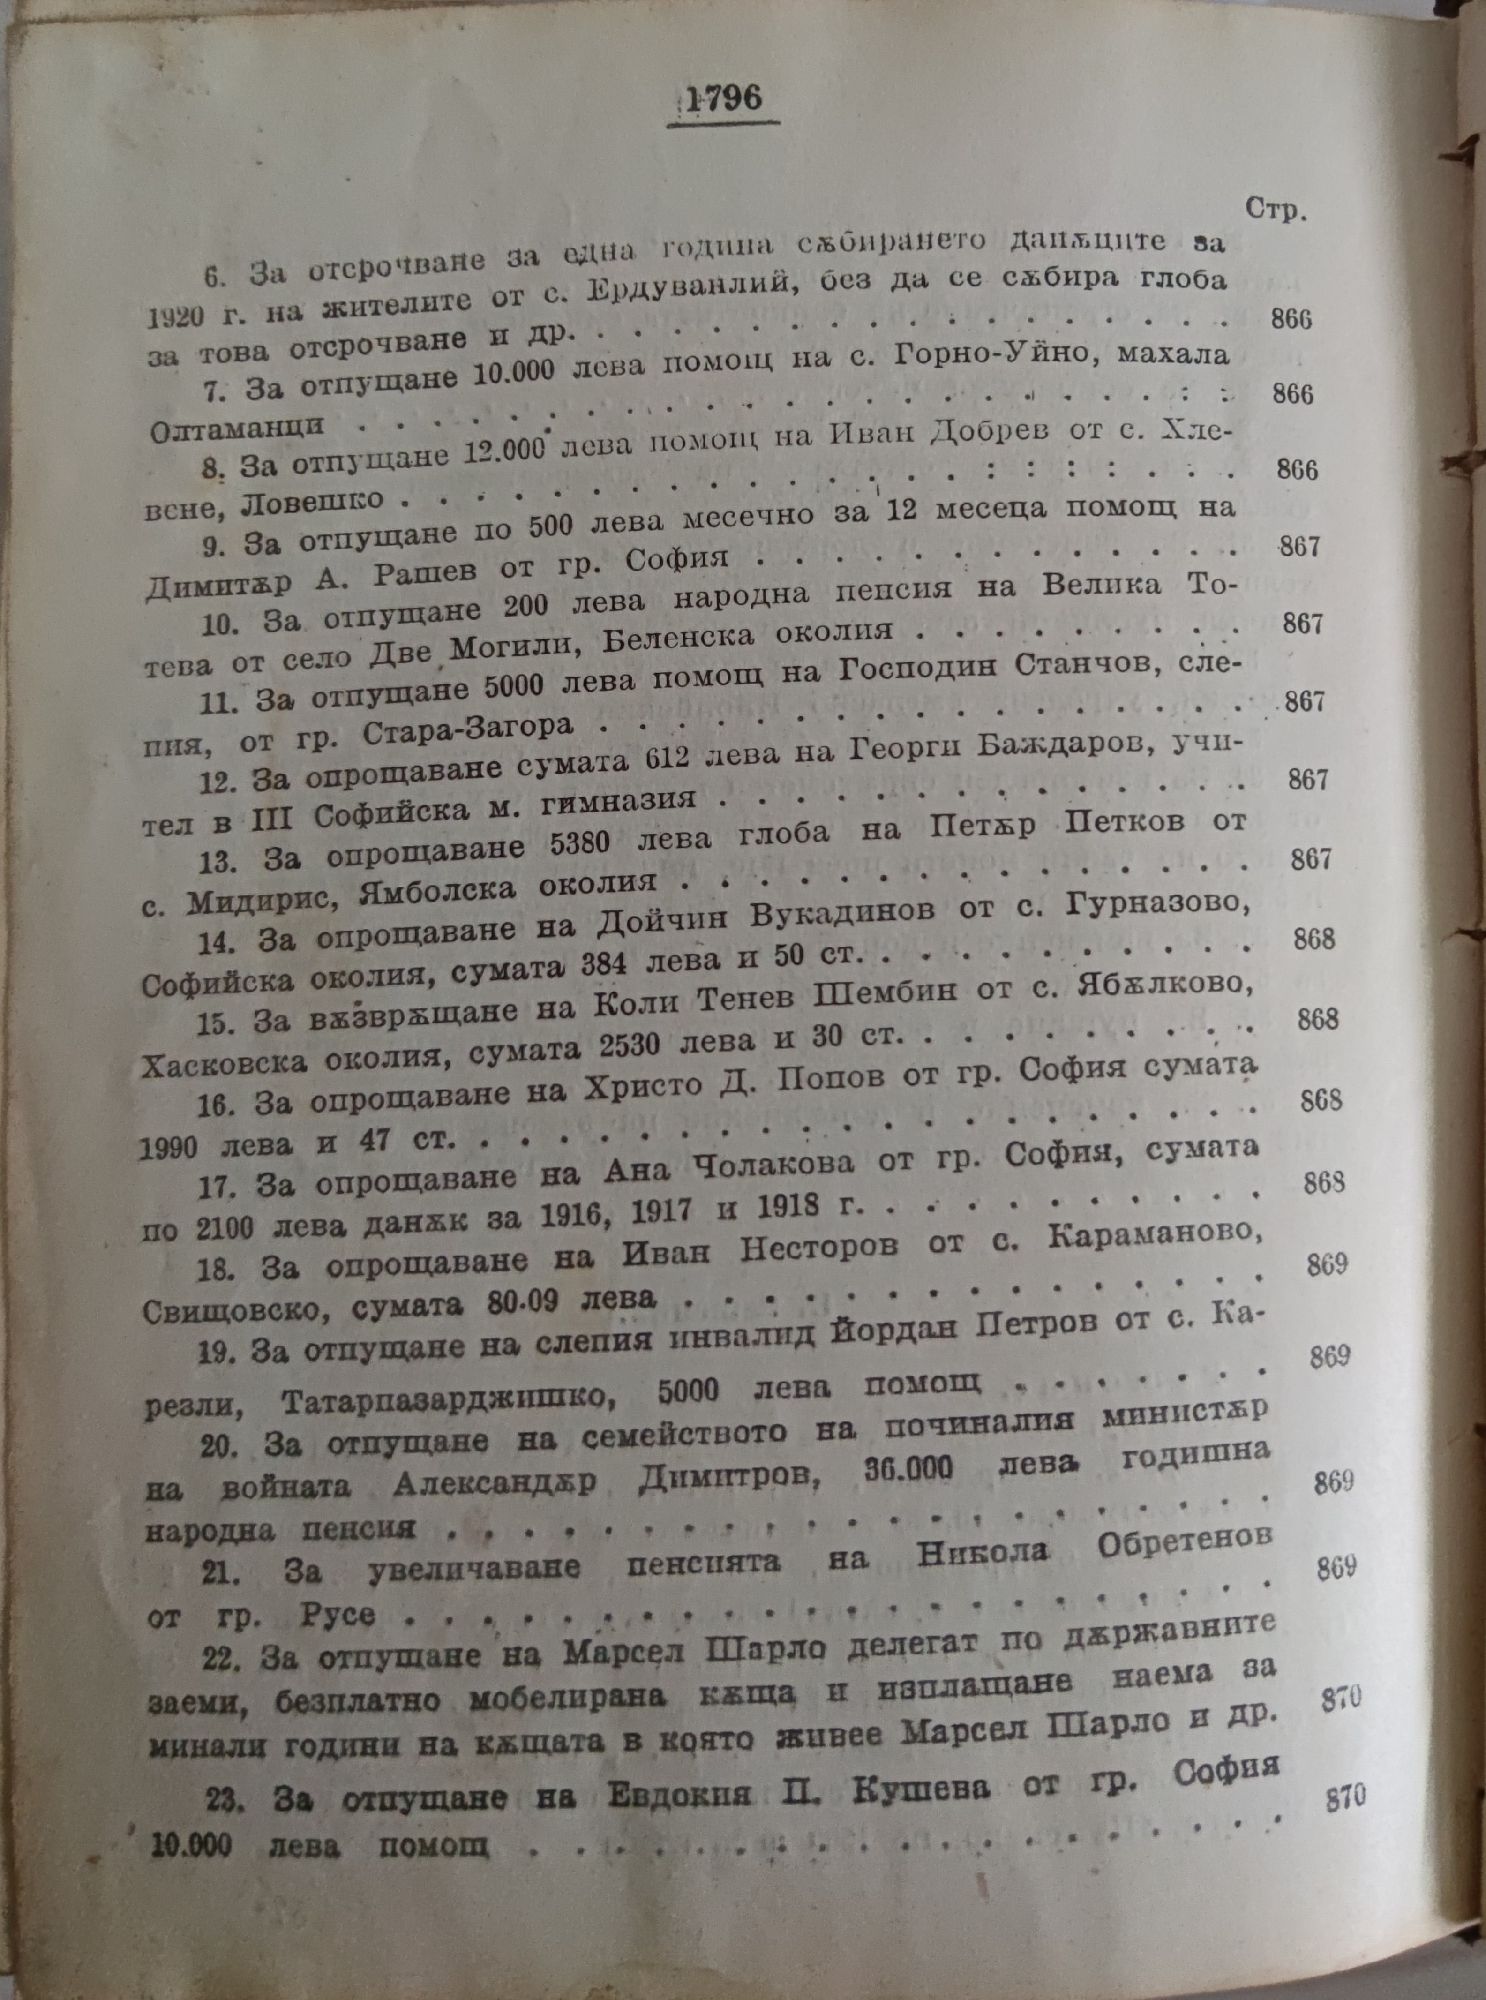 1796
Стр.
6. За отсрочване за една година сѫбирането данѫците за
1920 г. на жителите от с. Ердуванлий, без да се сѫбира глоба
за това отсрочване и др. . . . . . . . . . . . . . . . . . 866
7. За отпущане 10.000 лева помощ на с. Горно-Уйно, махала
Олтаманци . . . . . . . . . . . . . . . . . . . . . . . 866
8. За отпущане 12.000 лева помощ на Иван Добрев от с. Хле-
всне, Ловешко . . . . . . . . . . . . . . . . . . . . . . 866
9. За отпущане по 500 лева месечно за 12 месеца помощ на
Димитѫр А. Рашев от гр. София . . . . . . . . . . . . . 867
10. За отпущане 200 лева народна пенсия на Велика То-
тева от село Две Могили, Беленска околия . . . . . . . . . 867
11. За отпущане 5000 лева помощ на Господин Станчов, сле-
пия, от гр. Стара-Загора . . . . . . . . . . . . . . . . . 867
12. За опрощаване сумата 612 лева на Георги Баждаров, учи-
тел в III Софийска м. гимназия . . . . . . . . . . . . . . 867
13. За опрощаване 5380 лева глоба на Петѫр Петков от
с. Мидирис, Ямболска околия . . . . . . . . . . . . . . . 867
14. За опрощаване на Дойчин Вукадинов от с. Гурназово,
Софийска околия, сумата 384 лева и 50 ст. . . . . . . . . . . 868
15. За вѫзврѫщане на Коли Тенев Шембин от с. Ябѫлково,
Хасковска околия, сумата 2530 лева и 30 ст. . . . . . . . . . 868
16. За опрощаване на Христо Д. Попов от гр. София сумата
1990 лева и 47 ст. . . . . . . . . . . . . . . . . . . . . 868
17. За опрощаване на Ана Чолакова от гр. София, сумата
по 2100 лева данѫк за 1916, 1917 и 1918 г. . . . . . . . . . . 868
18. За опрощаване на Иван Несторов от с. Караманово,
Свищовско, сумата 80·09 лева . . . . . . . . . . . . . . . 869
19. За отпущане на слепия инвалид Йордан Петров от с. Ка-
резли, Татарпазарджишко, 5000 лева помощ . . . . . . . 869
20. За отпущане на семейството на починалия министѫр
на войната Александѫр Димитров, 36.000 лева годишна
народна пенсия . . . . . . . . . . . . . . . . . . . . . 869
21. За увеличаване пенсията на Никола Обретенов
от гр. Русе . . . . . . . . . . . . . . . . . . . . . . 869
22. За отпущане на Марсел Шарло делегат по дѫржавните
заеми, безплатно мобелирана кѫща и изплащане наема за
минали години на кѫщата в която живее Марсел Шарло и др. 870
23. За отпущане на Евдокия П. Кушева от гр. София
10.000 лева помощ . . . . . . . . . . . . . . . . . . . 870